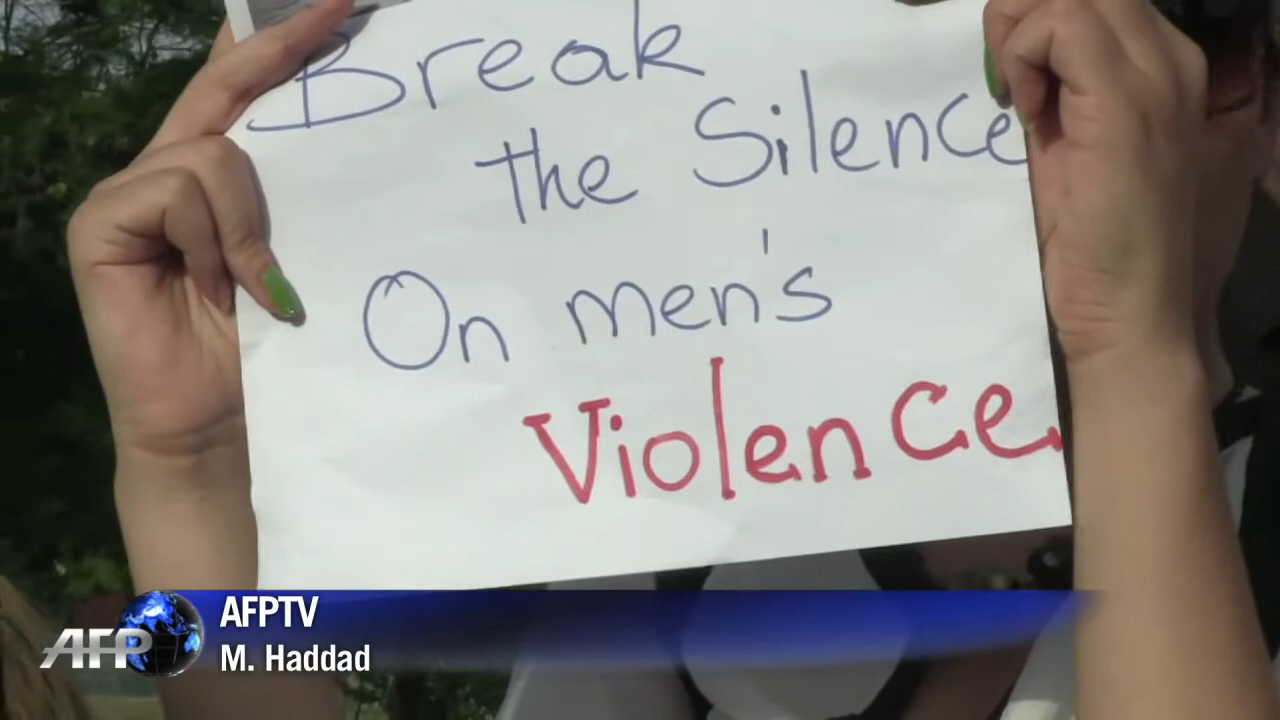 Break
the Silence
On men's
Violence.
AFPTV
AFP
M. Haddad